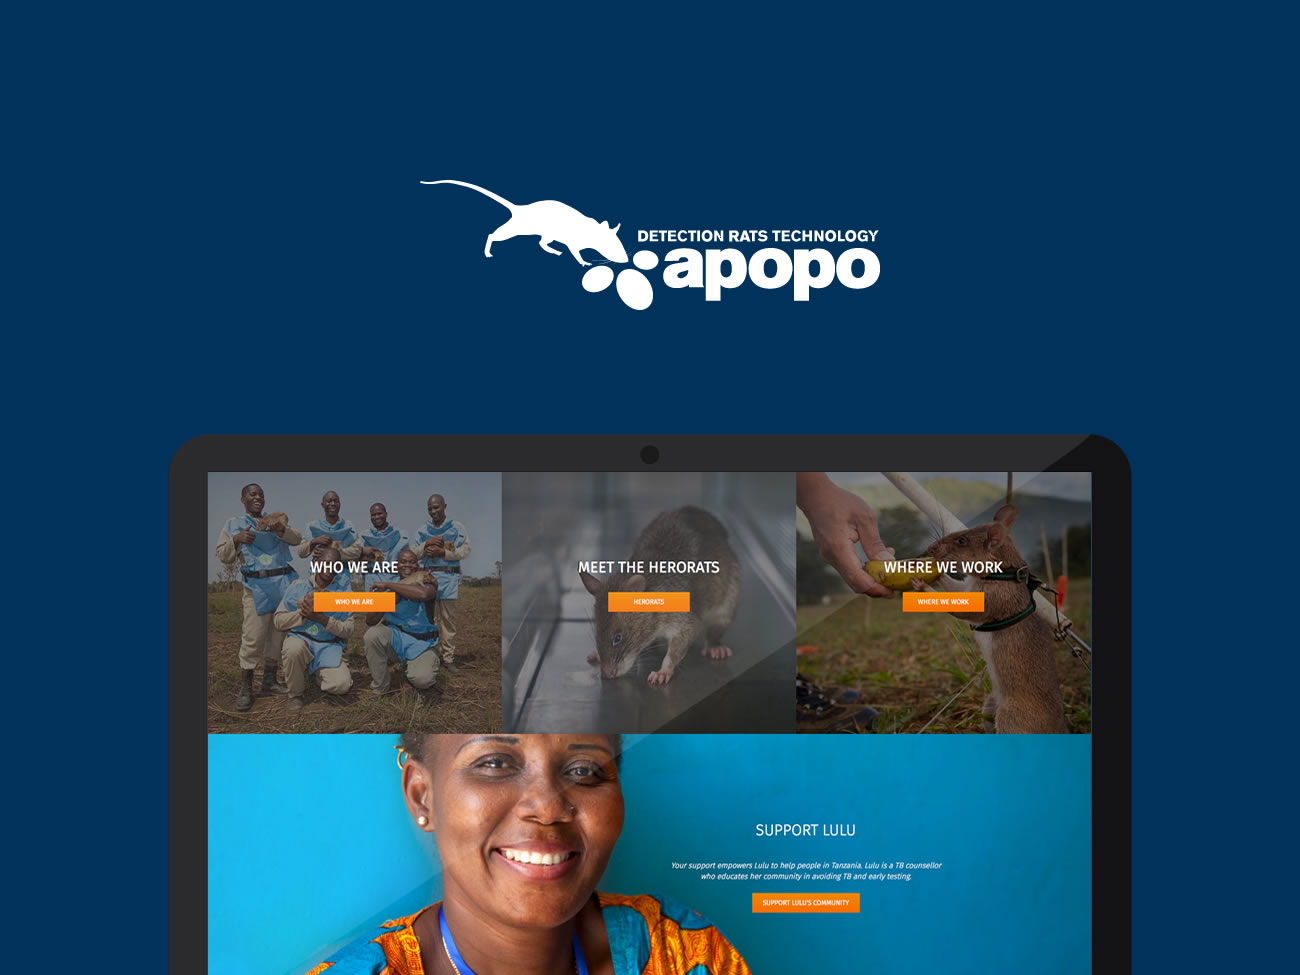 DETECTION RATS TECHNOLOGY
apopo
WHO WE ARE
WHO WE ARE
MEET THE HERORATS
HERORATS
WHERE WE WORK
WHERE WE WORK
SUPPORT LULU
Your support empowers Lulu to help people in Tanzania. Lulu is a TB counsellor
who educates her community in avoiding TB and early testing.
SUPPORT LULU'S COMMUNITY